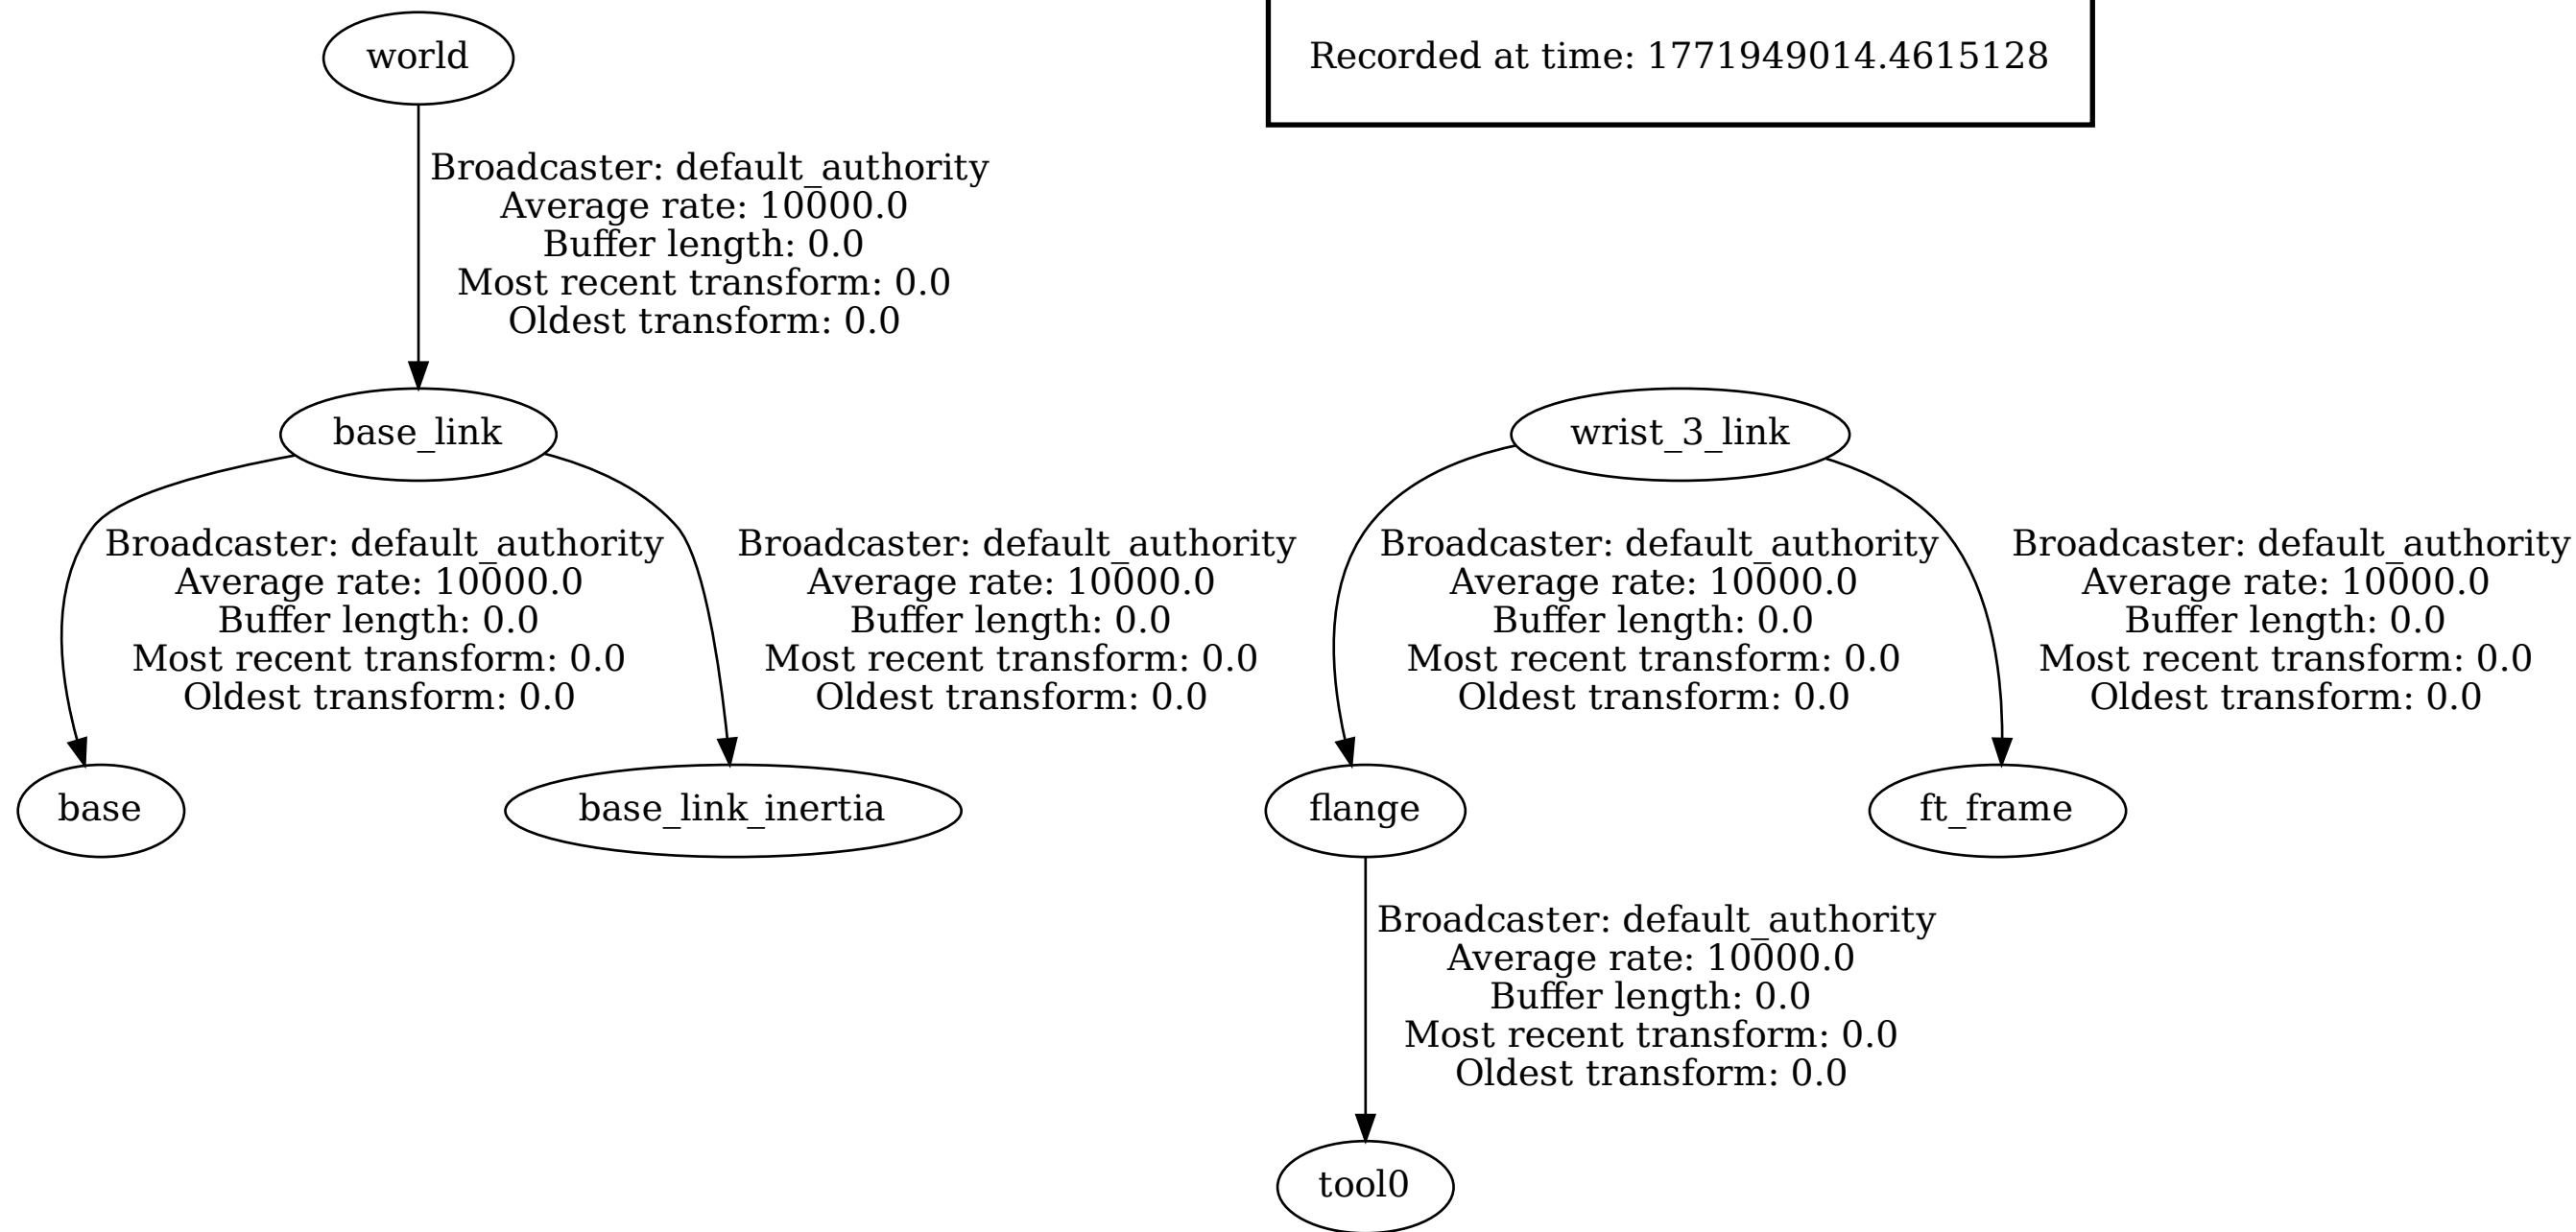 world
Recorded at time: 1771949014.4615128
Broadcaster: default_authority
Average rate: 10000.0
Buffer length: 0.0
Most recent transform: 0.0
Oldest transform: 0.0
base_link
wrist_3_link
Broadcaster: default_authority
Average rate: 10000.0
Buffer length: 0.0
Most recent transform: 0.0
Oldest transform: 0.0
Broadcaster: default_authority
Average rate: 10000.0
Buffer length: 0.0
Most recent transform: 0.0
Oldest transform: 0.0
Broadcaster: default_authority
Average rate: 10000.0
Buffer length: 0.0
Most recent transform: 0.0
Oldest transform: 0.0
Broadcaster: default_authority
Average rate: 10000.0
Buffer length: 0.0
Most recent transform: 0.0
Oldest transform: 0.0
base
base_link_inertia
flange
ft_frame
Broadcaster: default_authority
Average rate: 10000.0
Buffer length: 0.0
Most recent transform: 0.0
Oldest transform: 0.0
tool0